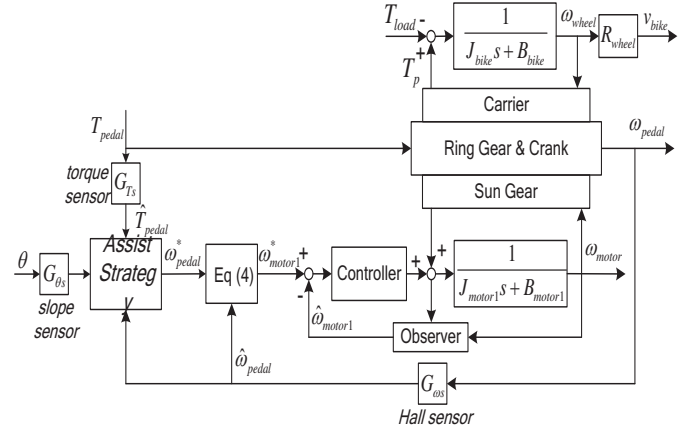 T_load - 1 ω_wheel v_bike
J_bike s + B_bike
R_wheel
T_p +
Carrier
T_pedal
ω_pedal
Ring Gear & Crank
torque
sensor
G_Ts
Sun Gear
T̂_pedal
θ
G_θs
slope
sensor
Assist
Strateg
y
ω*_pedal
Eq (4)
ω*_motor1
+
-
Controller
+
+
1
J_motor1 s + B_motor1
ω_motor
ω̂_motor1
Observer
ω̂_pedal
G_ωs
Hall sensor